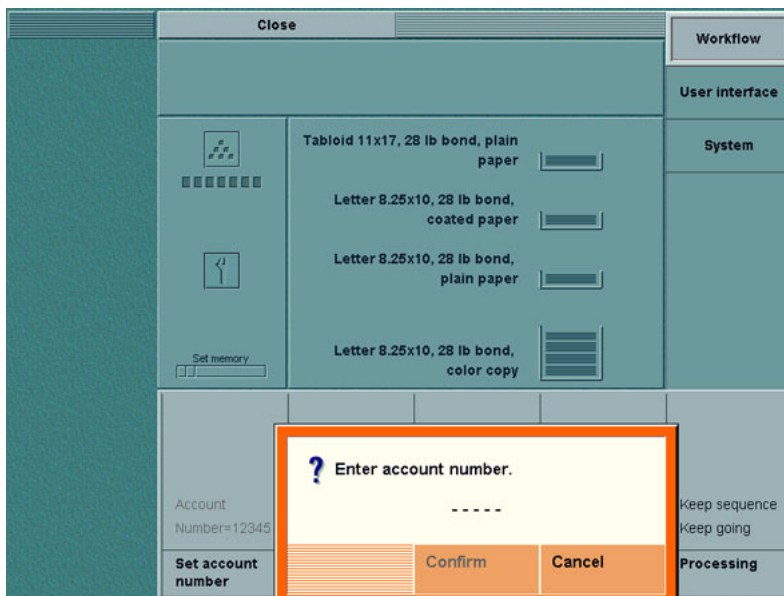 Close
Workflow
User interface
System
Tabloid 11x17, 28 lb bond, plain
paper
Letter 8.25x10, 28 lb bond,
coated paper
Letter 8.25x10, 28 lb bond,
plain paper
Set memory
Letter 8.25x10, 28 lb bond,
color copy
? Enter account number.
- - - - -
Account
Number=12345
Keep sequence
Keep going
Set account
number
Confirm
Cancel
Processing